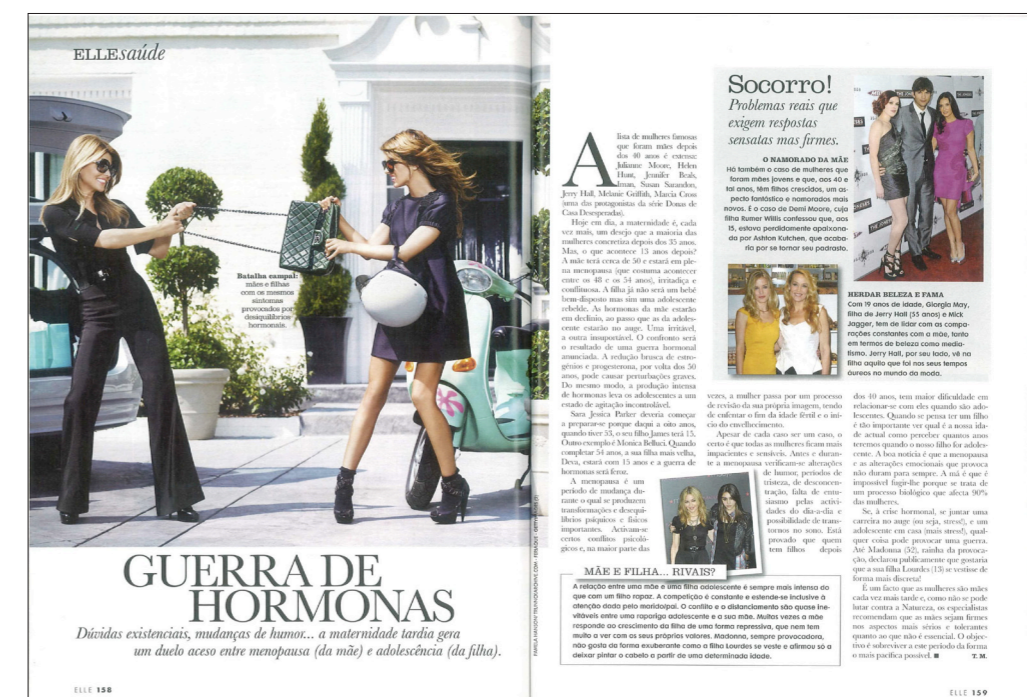 ELLEsaúde
Batalha campal:
mães e filhas
com os mesmos
sintomas
provocados por
desiquilíbrios
hormonais.
GUERRA DE
HORMONAS
Dúvidas existenciais, mudanças de humor... a maternidade tardia gera
um duelo aceso entre menopausa (da mãe) e adolescência (da filha).
ELLE 158
A lista de mulheres famosas
que foram mães depois
dos 40 anos é extensa:
Julianne Moore, Helen
Hunt, Jennifer Beals,
Iman, Susan Sarandon,
Jerry Hall, Melanie Griffith, Marcia Cross
(uma das protagonistas da série Donas de
Casa Desesperadas).
Hoje em dia, a maternidade é, cada
vez mais, um desejo que a maioria das
mulheres concretiza depois dos 35 anos.
Mas, o que acontece 15 anos depois?
A mãe terá cerca de 50 e estará em ple-
na menopausa (que costuma acontecer
entre os 48 e os 54 anos), irritadiça e
conflituosa. A filha já não será um bebé
bem-disposto mas sim uma adolescente
rebelde. As hormonas da mãe estarão
em declínio, ao passo que as da adoles-
cente estarão no auge. Uma irritável,
a outra insuportável. O confronto será
o resultado de uma guerra hormonal
anunciada. A redução brusca de estro-
génios e progesterona, por volta dos 50
anos, pode causar perturbações graves.
Do mesmo modo, a produção intensa
de hormonas leva os adolescentes a um
estado de agitação incontrolável.
Sara Jessica Parker deveria começar
a preparar-se porque daqui a oito anos,
quando tiver 53, o seu filho James terá 15.
Outro exemplo é Monica Belluci. Quando
completar 54 anos, a sua filha mais velha,
Deva, estará com 15 anos e a guerra de
hormonas será feroz.
A menopausa é um
período de mudança du-
rante o qual se produzem
transformações e desequi-
líbrios psíquicos e físicos
importantes. Activam-se
certos conflitos psicoló-
gicos e, na maior parte das
vezes, a mulher passa por um processo
de revisão da sua própria imagem, tendo
de enfrentar o fim da idade fértil e o iní-
cio do envelhecimento.
Apesar de cada caso ser um caso, o
certo é que todas as mulheres ficam mais
impacientes e sensíveis. Antes e duran-
te a menopausa verificam-se alterações
de humor, períodos de
tristeza, de desconcen-
tração, falta de entu-
siasmo pelas activi-
dades do dia-a-dia e
possibilidade de trans-
tornos no sono. Está
provado que quem
tem filhos depois
dos 40 anos, tem maior dificuldade em
relacionar-se com eles quando são ado-
lescentes. Quando se pensa ter um filho
é tão importante ver qual é a nossa ida-
de actual como perceber quantos anos
teremos quando o nosso filho for adoles-
cente. A boa notícia é que a menopausa
e as alterações emocionais que provoca
não duram para sempre. A má é que é
impossível fugir-lhe porque se trata de
um processo biológico que afecta 90%
das mulheres.
Se, à crise hormonal, se juntar uma
carreira no auge (ou seja, stress!), e um
adolescente em casa (mais stress!), qual-
quer coisa pode provocar uma guerra.
Até Madonna (52), rainha da provoca-
ção, declarou publicamente que gostaria
que a sua filha Lourdes (13) se vestisse de
forma mais discreta!
É um facto que as mulheres são mães
cada vez mais tarde e, como não se pode
lutar contra a Natureza, os especialistas
recomendam que as mães sejam firmes
nos aspectos mais sérios e tolerantes
quanto ao que não é essencial. O objec-
tivo é sobreviver a este período da forma
o mais pacífica possível. T. M.
Socorro!
Problemas reais que
exigem respostas
sensatas mas firmes.
O NAMORADO DA MÃE
Há também o caso de mulheres que
foram mães jovens e que, aos 40 e
tal anos, têm filhos crescidos, um as-
pecto fantástico e namorados mais
novos. É o caso de Demi Moore, cuja
filha Rumer Willis confessou que, aos
15, estava perdidamente apaixona-
da por Ashton Kutchen, que acaba-
ria por se tornar seu padrasto.
HERDAR BELEZA E FAMA
Com 19 anos de idade, Giorgia May,
filha de Jerry Hall (55 anos) e Mick
Jagger, tem de lidar com as compa-
rações constantes com a mãe, tanto
em termos de beleza como media-
tismo. Jerry Hall, por seu lado, vê na
filha aquilo que foi nos seus tempos
áureos no mundo da moda.
MÃE E FILHA... RIVAIS?
A relação entre uma mãe e uma filha adolescente é sempre mais intensa do
que com um filho rapaz. A competição é constante e estende-se inclusive à
atenção dada pelo marido/pai. O conflito e o distanciamento são quase ine-
vitáveis entre uma rapariga adolescente e a sua mãe. Muitas vezes a mãe
responde ao crescimento da filha de uma forma repressiva, que nem tem
muito a ver com os seus próprios valores. Madonna, sempre provocadora,
não gosta da forma exuberante como a filha Lourdes se veste e afirmou só a
deixar pintar o cabelo a partir de uma determinada idade.
ELLE 159